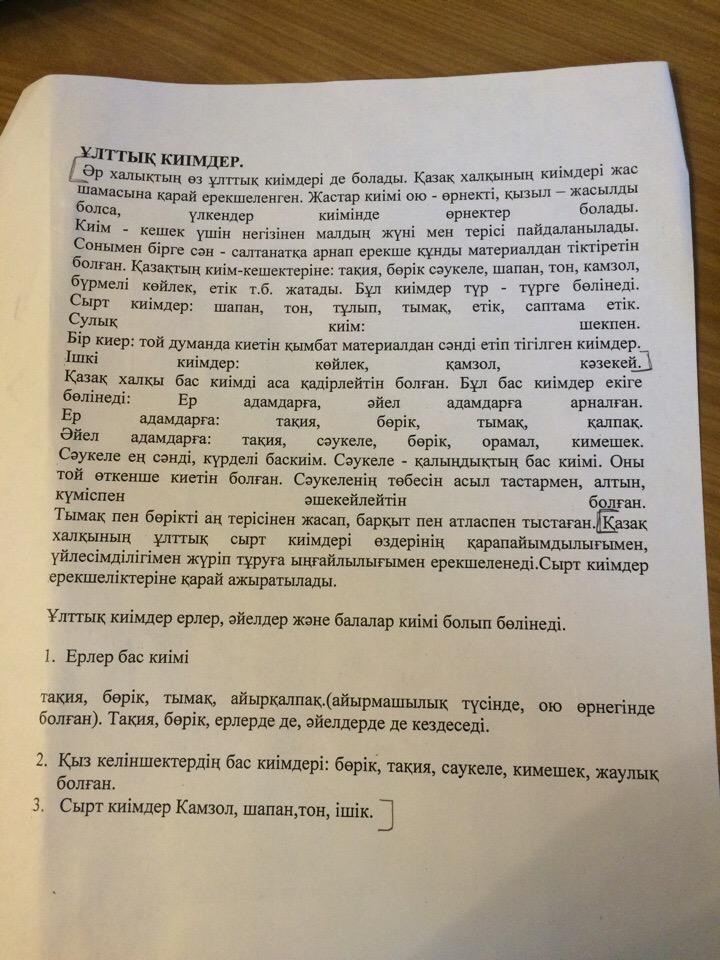 ҰЛТТЫҚ КИІМДЕР.
Әр халықтың өз ұлттық киімдері де болады. Қазақ халқының киімдері жас
шамасына қарай ерекшеленген. Жастар киімі ою - өрнекті, қызыл – жасылды
болса, үлкендер киімінде өрнектер болады.
Киім - кешек үшін негізінен малдың жүні мен терісі пайдаланылады.
Сонымен бірге сән - салтанатқа арнап ерекше құнды материалдан тіктіретін
болған. Қазақтың киім-кешектеріне: тақия, бөрік сәукеле, шапан, тон, камзол,
бүрмелі көйлек, етік т.б. жатады. Бұл киімдер түр - түрге бөлінеді.
Сырт киімдер: шапан, тон, тұлып, тымақ, етік, саптама етік.
Сулық киім: шекпен.
Бір киер: той думанда киетін қымбат материалдан сәнді етіп тігілген киімдер.
Ішкі киімдер: көйлек, қамзол, кәзекей.
Қазақ халқы бас киімді аса қадірлейтін болған. Бұл бас киімдер екіге
бөлінеді: Ер адамдарға, әйел адамдарға арналған.
Ер адамдарға: тақия, бөрік, тымақ, қалпақ.
Әйел адамдарға: тақия, сәукеле, бөрік, орамал, кимешек.
Сәукеле ең сәнді, күрделі баскиім. Сәукеле - қалыңдықтың бас киімі. Оны
той өткенше киетін болған. Сәукеленің төбесін асыл тастармен, алтын,
күміспен әшекейлейтін болған.
Тымақ пен бөрікті аң терісінен жасап, барқыт пен атласпен тыстаған. Қазақ
халқының ұлттық сырт киімдері өздерінің қарапайымдылығымен,
үйлесімділігімен жүріп тұруға ыңғайлылығымен ерекшеленеді.Сырт киімдер
ерекшеліктеріне қарай ажыратылады.
Ұлттық киімдер ерлер, әйелдер және балалар киімі болып бөлінеді.
1. Ерлер бас киімі
тақия, бөрік, тымақ, айырқалпақ.(айырмашылық түсінде, ою өрнегінде
болған). Тақия, бөрік, ерлерде де, әйелдерде де кездеседі.
2. Қыз келіншектердің бас киімдері: бөрік, тақия, саукеле, кимешек, жаулық
болған.
3. Сырт киімдер Камзол, шапан,тон, ішік.